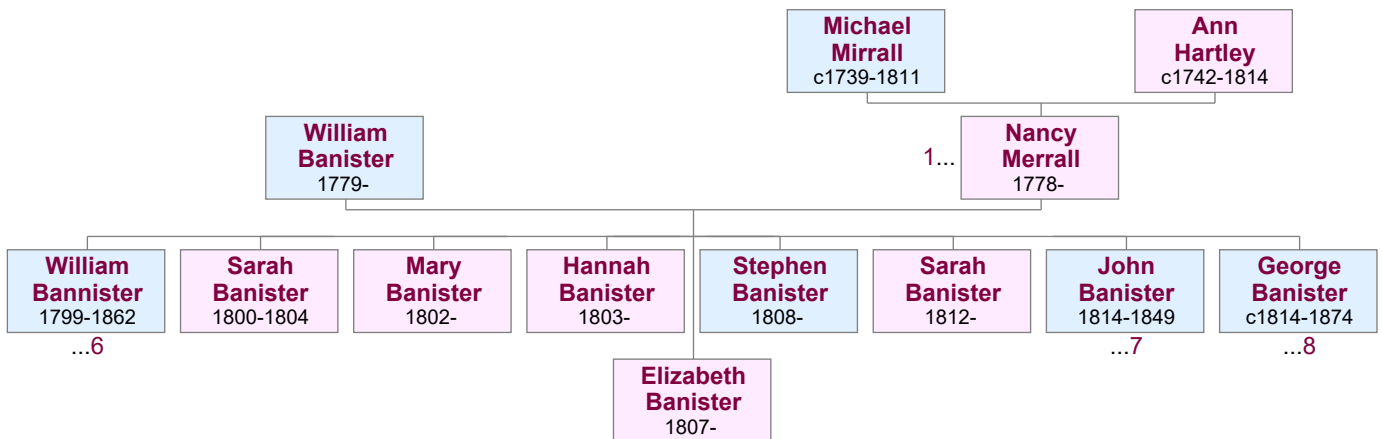 Michael
Mirrall
c1739-1811
Ann
Hartley
c1742-1814
William
Banister
1779-
1...
Nancy
Merrall
1778-
William
Bannister
1799-1862
...6
Sarah
Banister
1800-1804
Mary
Banister
1802-
Hannah
Banister
1803-
Stephen
Banister
1808-
Sarah
Banister
1812-
John
Banister
1814-1849
...7
George
Banister
c1814-1874
...8
Elizabeth
Banister
1807-